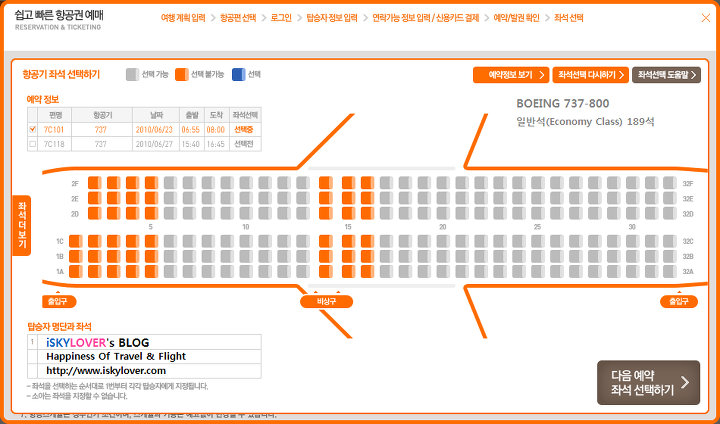 쉽고 빠른 항공권 예매
RESERVATION & TICKETING
여행 계획 입력 > 항공편 선택 > 로그인 > 탑승자 정보 입력 > 연락가능 정보 입력 / 신용카드 결제 > 예약/발권 확인 > 좌석 선택
항공기 좌석 선택하기
선택 가능 선택 불가능 선택
예약정보 보기 > 좌석선택 다시하기 > 좌석선택 도움말 >
예약 정보
편명 항공기 날짜 출발 도착 좌석선택
7C101 737 2010/06/23 06:55 08:00 선택중
7C118 737 2010/06/27 15:40 16:45 선택전
BOEING 737-800
일반석(Economy Class) 189석
좌석 더 보기
2F 32F
2E 32E
2D 32D
5 10 15 20 25 30
1C 32C
1B 32B
1A 32A
출입구 비상구 출입구
탑승자 명단과 좌석
1 iSKYLOVER's BLOG
Happiness Of Travel & Flight
http://www.iskylover.com
- 좌석을 선택하는 순서대로 1번부터 각각 탑승자에게 지정됩니다.
- 소아는 좌석을 지정할 수 없습니다.
다음 예약
좌석 선택하기 >